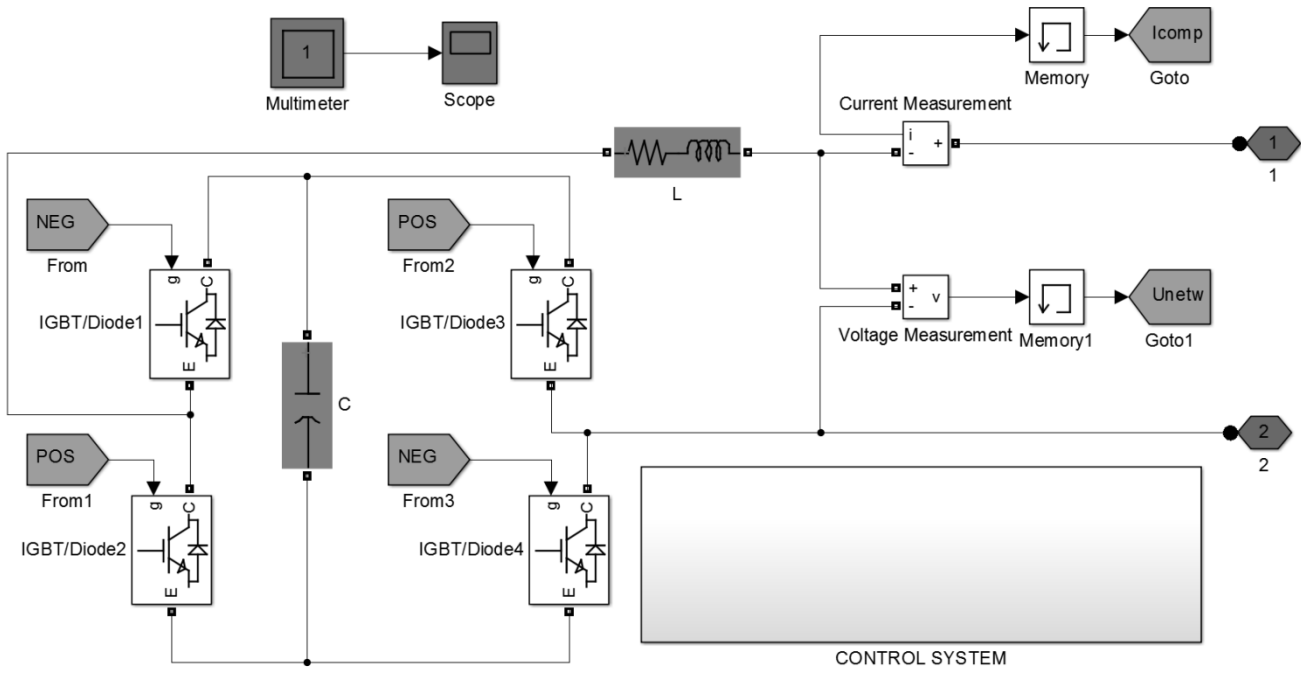 1
Multimeter
Scope
Memory
Icomp
Goto
Current Measurement
i
-
+
1
1
L
NEG
From
g
C
IGBT/Diode1
E
POS
From2
g
C
IGBT/Diode3
E
+
-
v
Voltage Measurement
Memory1
Unetw
Goto1
C
POS
From1
g
C
IGBT/Diode2
E
NEG
From3
g
C
IGBT/Diode4
E
2
2
CONTROL SYSTEM